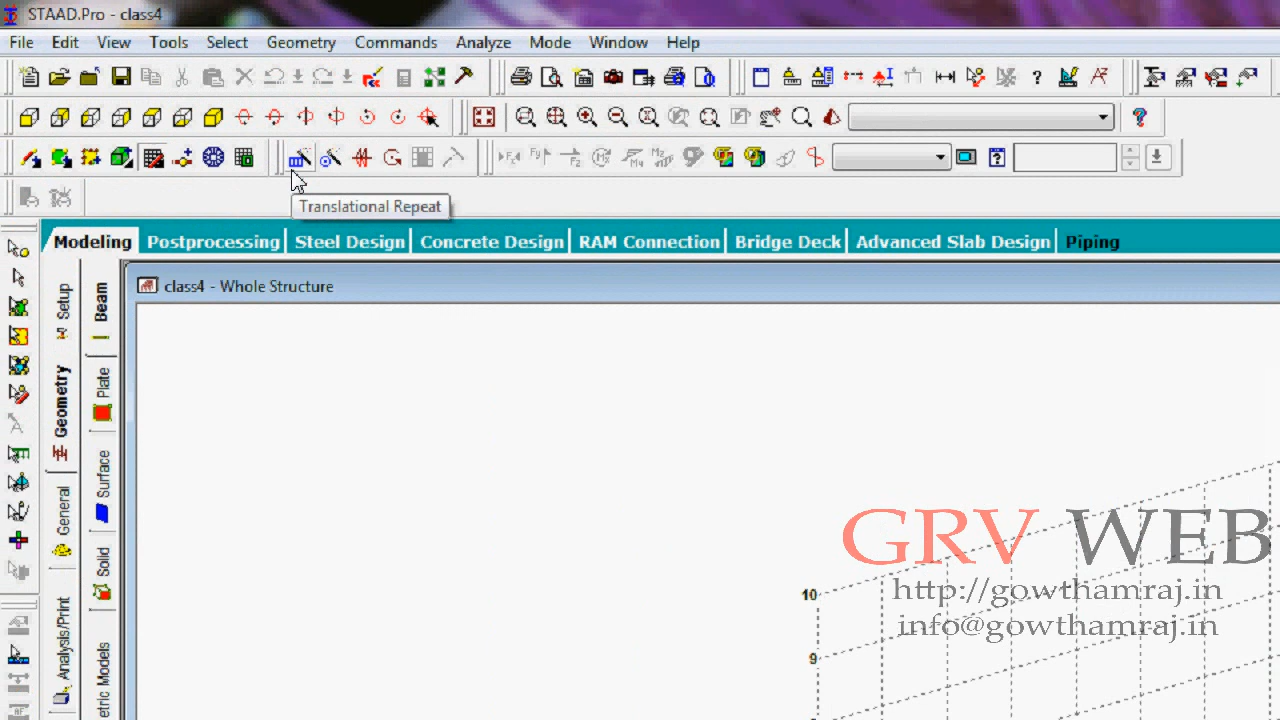 STAAD.Pro - class4
File Edit View Tools Select Geometry Commands Analyze Mode Window Help
Translational Repeat
Modeling Postprocessing Steel Design Concrete Design RAM Connection Bridge Deck Advanced Slab Design Piping
class4 - Whole Structure
Setup
Geometry
General
Analysis/Print
Beam
Plate
Surface
Solid
etric Models
GRV WEB
http://gowthamraj.in
info@gowthamraj.in
10
9